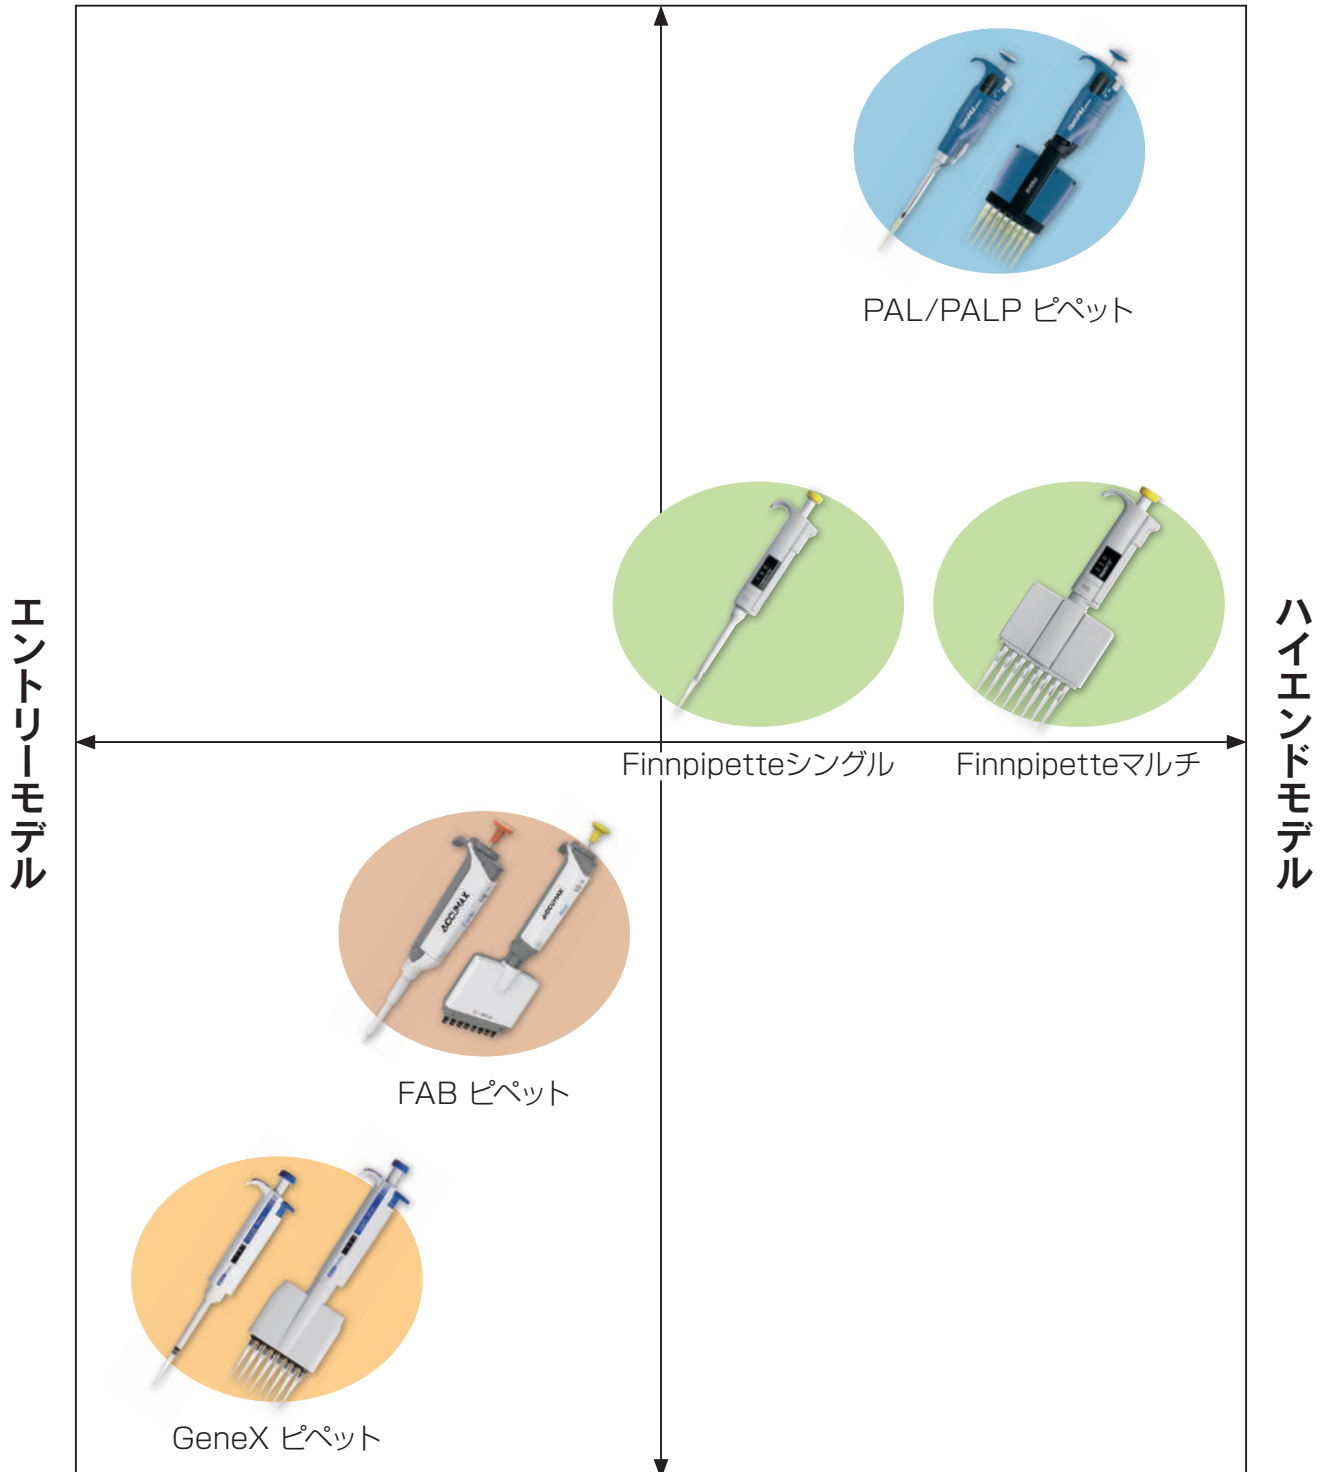 PAL/PALP ピペット
エントリーモデル
ハイエンドモデル
Finnpipetteシングル
Finnpipetteマルチ
ACCUMAX
ACCUMAX
FAB ピペット
GeneX ピペット